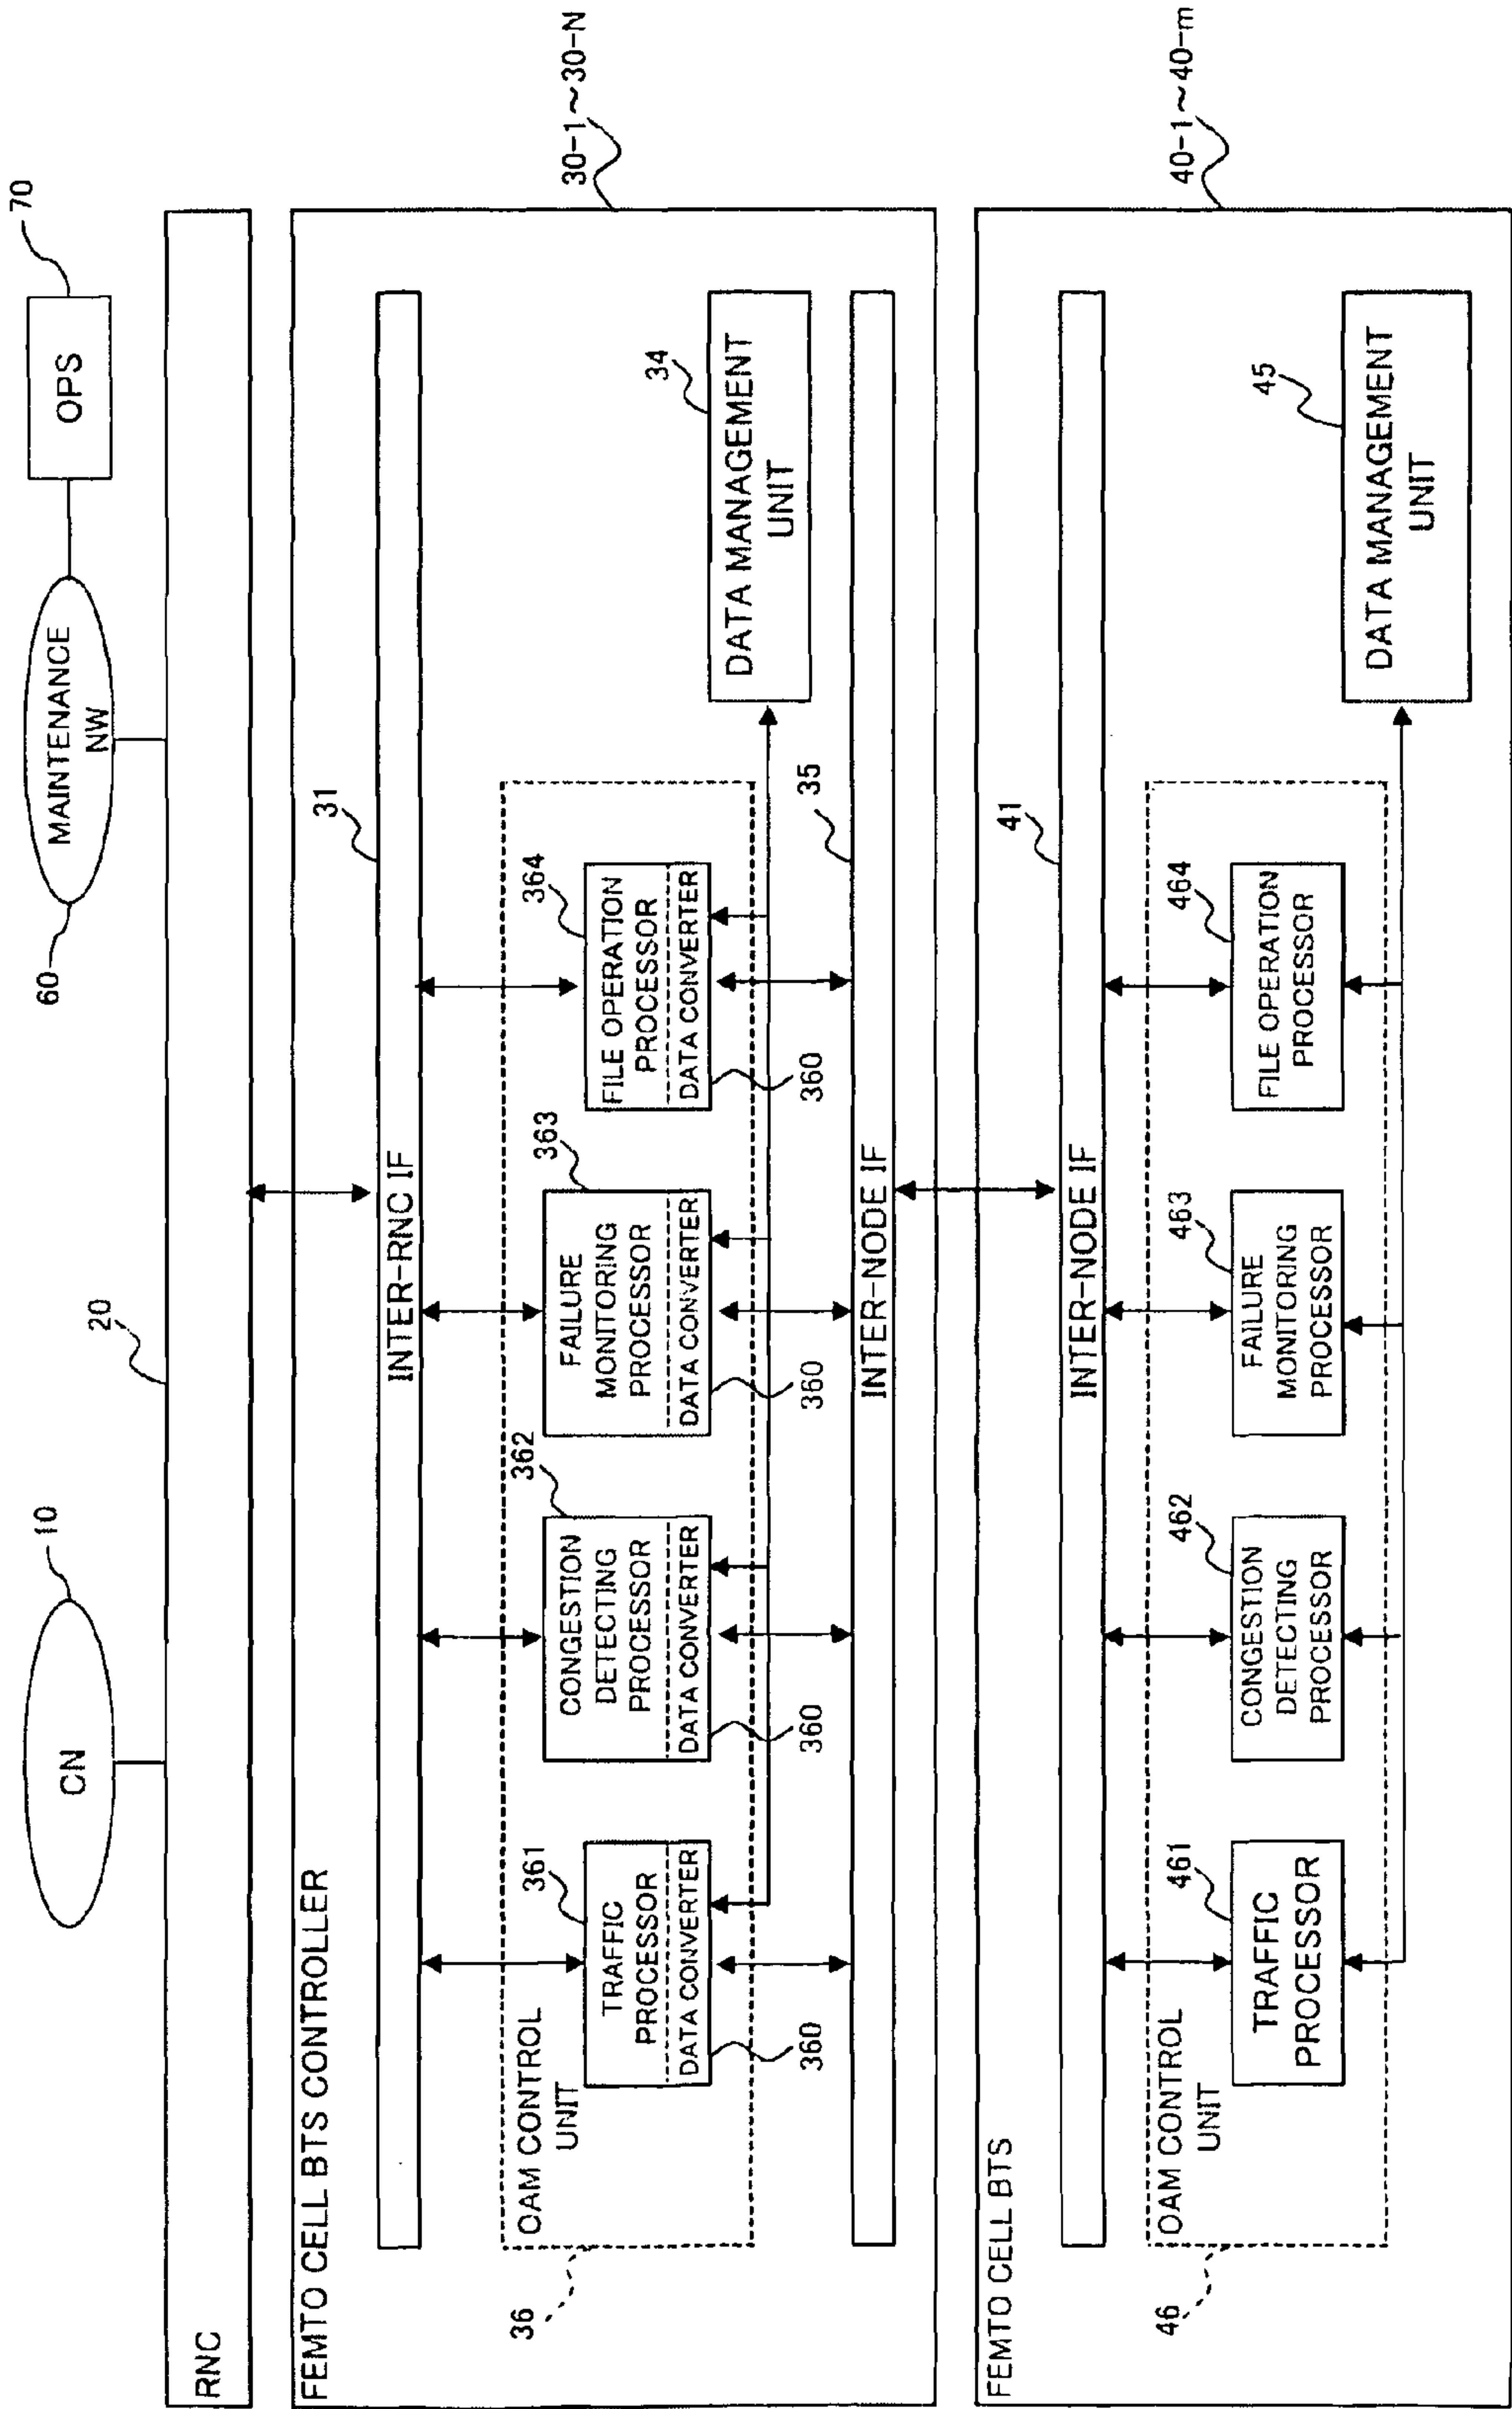 CN
10
MAINTENANCE
NW
60
OPS
70
RNC
20
FEMTO CELL BTS CONTROLLER
30-1~30-N
INTER-RNC IF
31
OAM CONTROL
UNIT
36
TRAFFIC
PROCESSOR
DATA CONVERTER
361
360
CONGESTION
DETECTING
PROCESSOR
DATA CONVERTER
362
360
FAILURE
MONITORING
PROCESSOR
DATA CONVERTER
363
360
FILE OPERATION
PROCESSOR
DATA CONVERTER
364
360
DATA MANAGEMENT
UNIT
34
INTER-NODE IF
35
FEMTO CELL BTS
40-1~40-m
INTER-NODE IF
41
OAM CONTROL
UNIT
46
TRAFFIC
PROCESSOR
461
CONGESTION
DETECTING
PROCESSOR
462
FAILURE
MONITORING
PROCESSOR
463
FILE OPERATION
PROCESSOR
464
DATA MANAGEMENT
UNIT
45